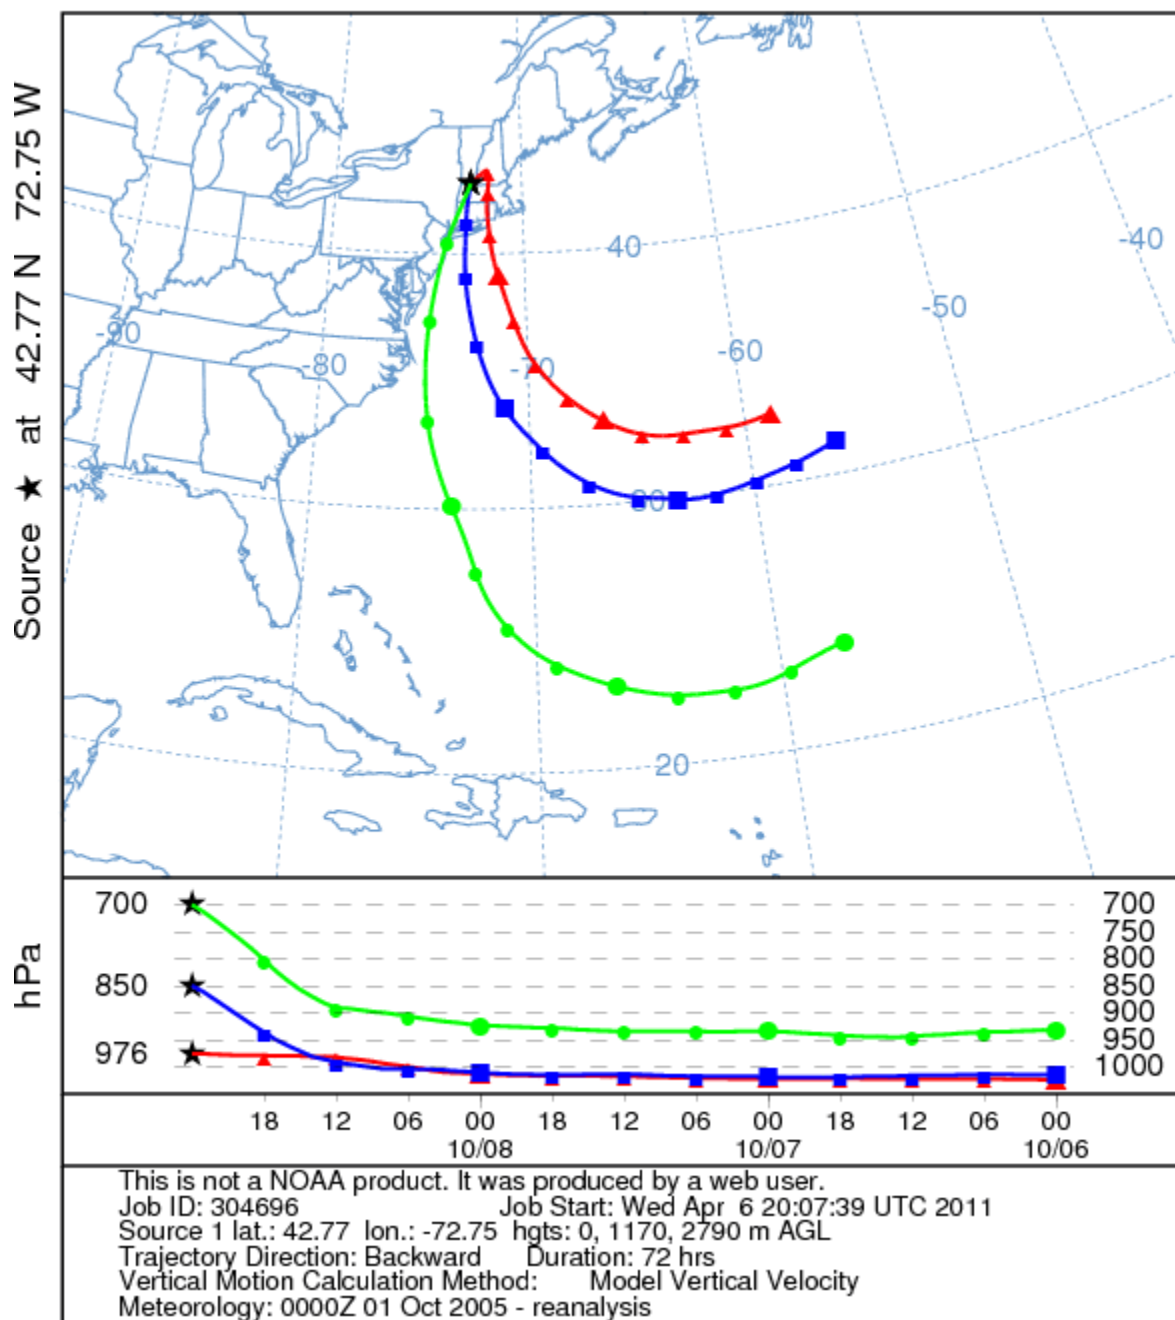 Source ★ at 42.77 N 72.75 W
40
-40
-50
-60
-90
-80
-70
30
20
hPa
700 700
750
800
850 850
900
950
976
1000
18 12 06 00 18 12 06 00 18 12 06 00
10/08 10/07 10/06
This is not a NOAA product. It was produced by a web user.
Job ID: 304696 Job Start: Wed Apr 6 20:07:39 UTC 2011
Source 1 lat.: 42.77 lon.: -72.75 hgts: 0, 1170, 2790 m AGL
Trajectory Direction: Backward Duration: 72 hrs
Vertical Motion Calculation Method: Model Vertical Velocity
Meteorology: 0000Z 01 Oct 2005 - reanalysis